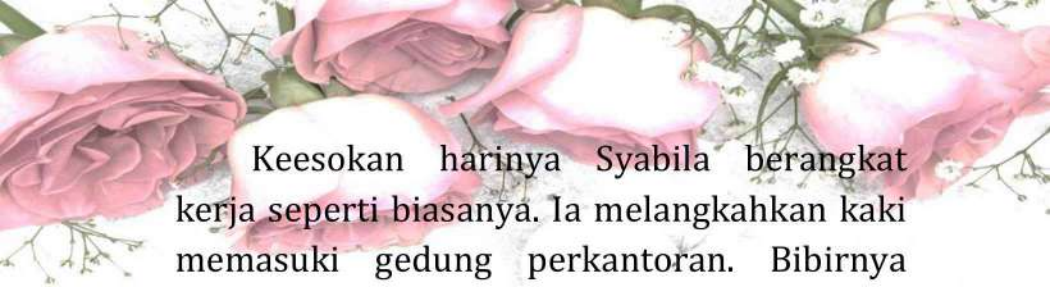 Keesokan harinya Syabila berangkat
kerja seperti biasanya. Ia melangkahkan kaki
memasuki gedung perkantoran. Bibirnya